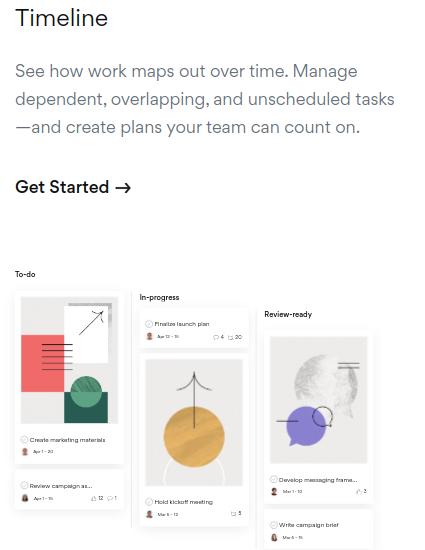 Timeline
See how work maps out over time. Manage
dependent, overlapping, and unscheduled tasks
—and create plans your team can count on.
Get Started →
To-do
Create marketing materials
Apr 1 - 20
Review campaign as...
Apr 1 - 15
12
1
In-progress
Finalize launch plan
Apr 13 - 15
4
20
Hold kickoff meeting
Mar 5 - 12
5
Review-ready
Develop messaging frame...
Mar 1 - 10
3
Write campaign brief
Mar 6 - 15